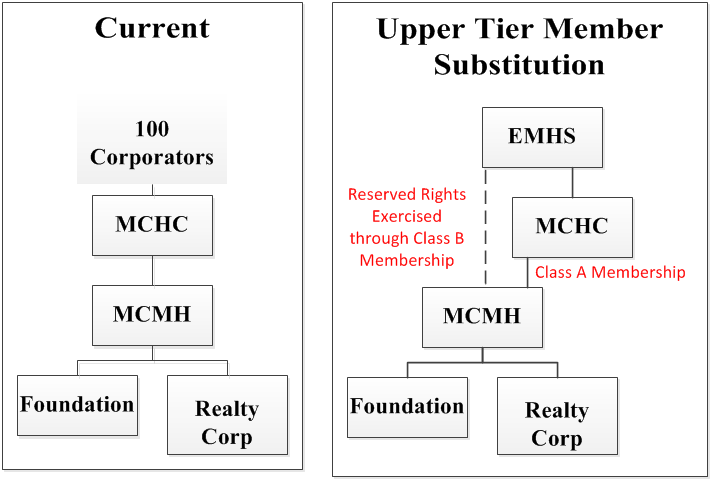 Current
100
Corporators
MCHC
MCMH
Foundation
Realty
Corp
Upper Tier Member
Substitution
EMHS
Reserved Rights
Exercised
through Class B
Membership
MCHC
Class A Membership
MCMH
Foundation
Realty
Corp